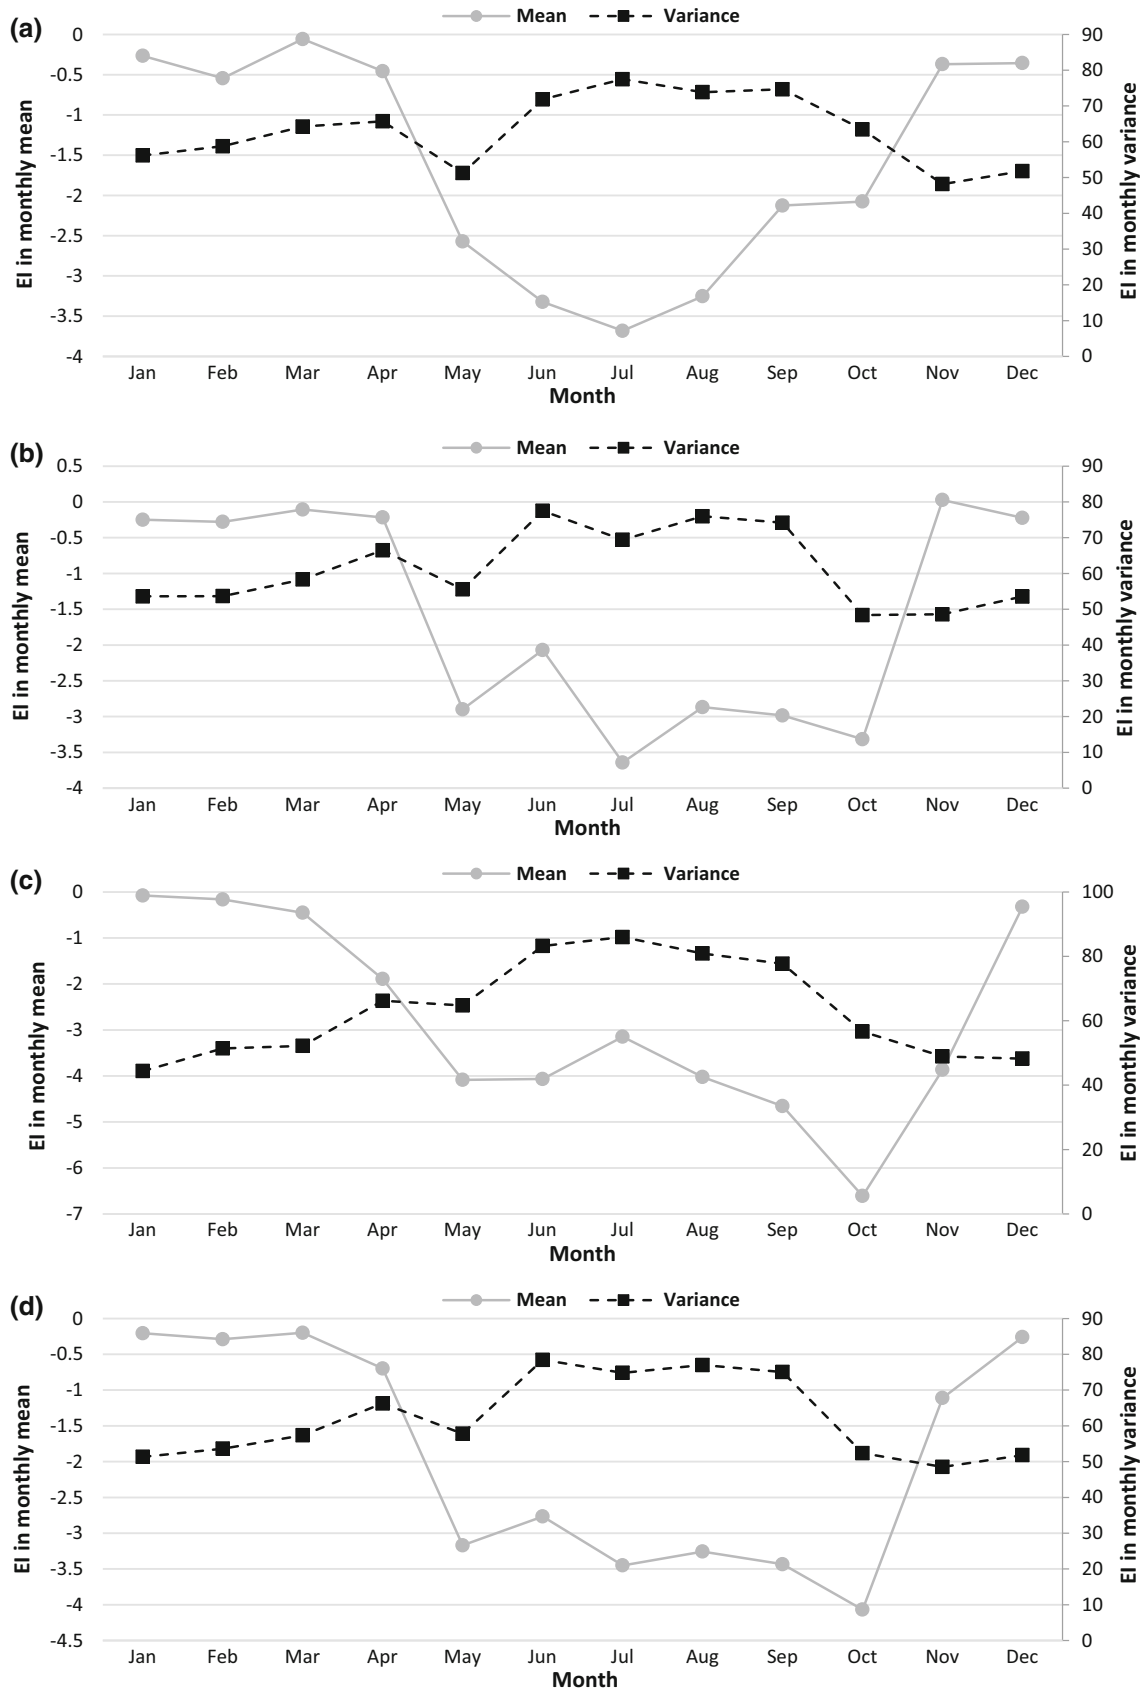 (a)
Mean Variance
0 90
-0.5 80
-1 70
-1.5 60
-2 50
-2.5 40
-3 30
-3.5 20
-4 10
0
EI in monthly mean
EI in monthly variance
Jan Feb Mar Apr May Jun Jul Aug Sep Oct Nov Dec
Month
(b)
Mean Variance
0.5 90
0 80
-0.5 70
-1 60
-1.5 50
-2 40
-2.5 30
-3 20
-3.5 10
-4 0
EI in monthly mean
EI in monthly variance
Jan Feb Mar Apr May Jun Jul Aug Sep Oct Nov Dec
Month
(c)
Mean Variance
0 100
-1 80
-2 60
-3 40
-4 20
-5 0
-6
-7
EI in monthly mean
EI in monthly variance
Jan Feb Mar Apr May Jun Jul Aug Sep Oct Nov Dec
Month
(d)
Mean Variance
0 90
-0.5 80
-1 70
-1.5 60
-2 50
-2.5 40
-3 30
-3.5 20
-4 10
-4.5 0
EI in monthly mean
EI in monthly variance
Jan Feb Mar Apr May Jun Jul Aug Sep Oct Nov Dec
Month